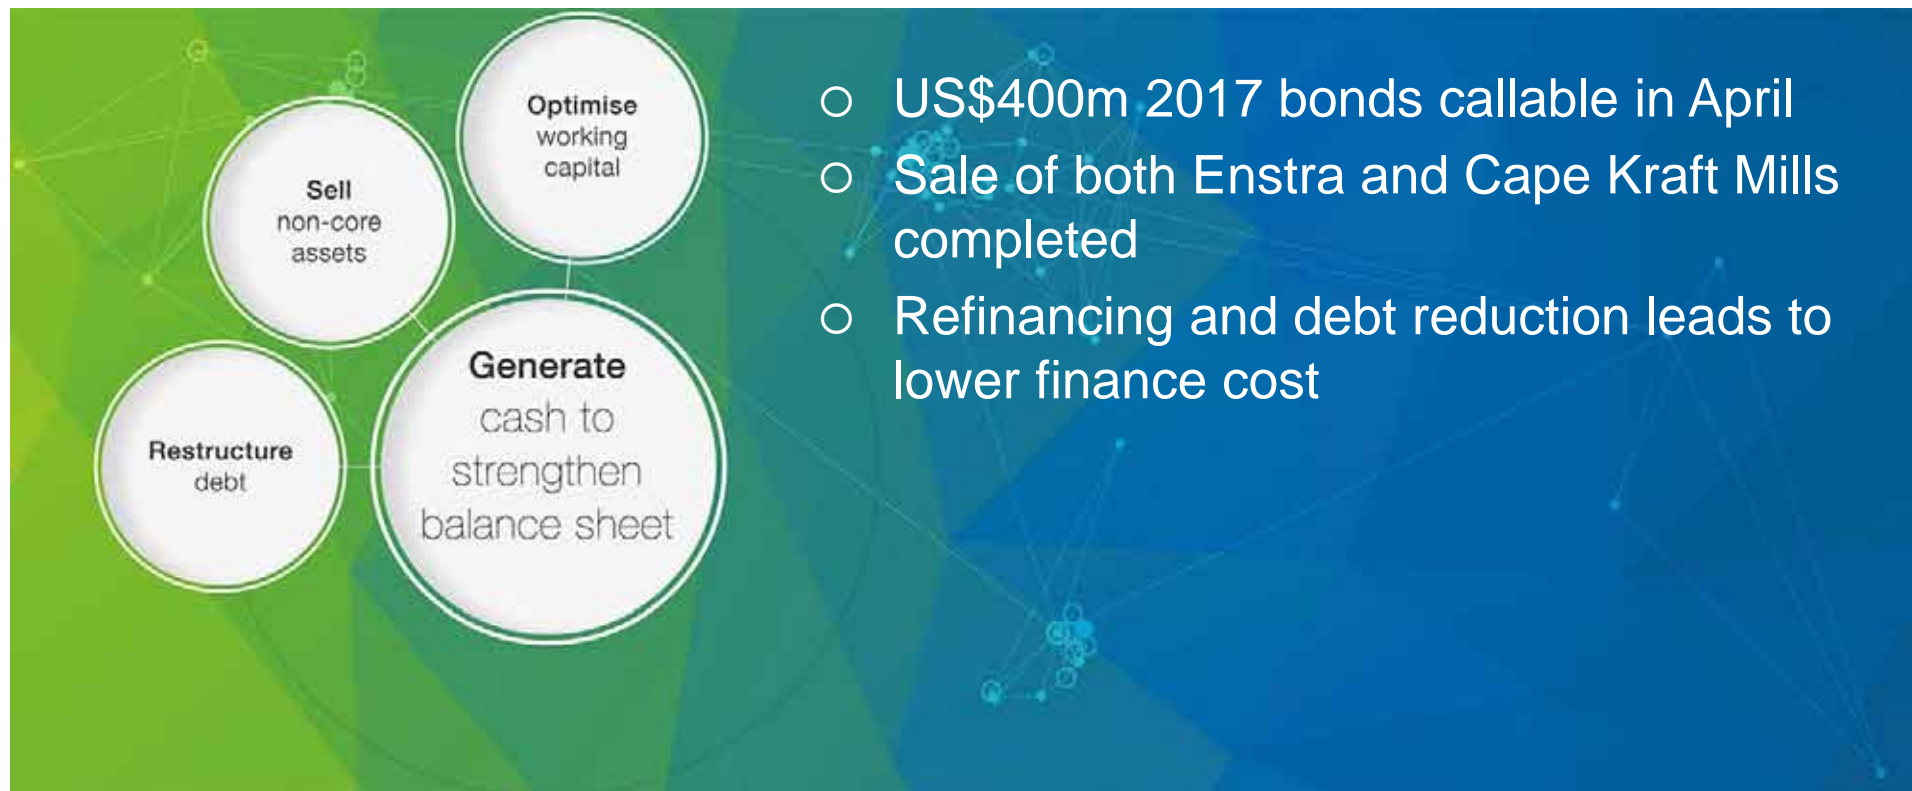 Optimise
working
capital
Sell
non-core
assets
Generate
cash to
strengthen
balance sheet
Restructure
debt
US$400m 2017 bonds callable in April
Sale of both Enstra and Cape Kraft Mills
completed
Refinancing and debt reduction leads to
lower finance cost